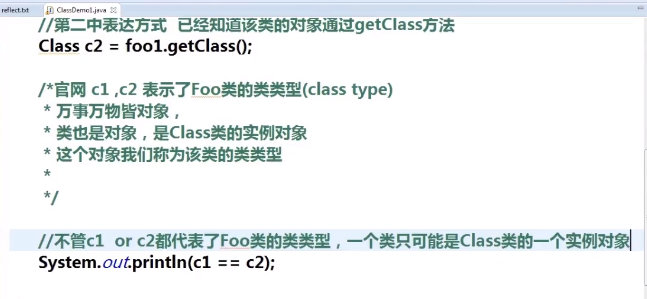 reflect.txt ClassDemo1.java
//第二中表达方式 已经知道该类的对象通过getClass方法
Class c2 = foo1.getClass();
/*官网 c1 ,c2 表示了Foo类的类类型(class type)
* 万事万物皆对象，
* 类也是对象，是Class类的实例对象
* 这个对象我们称为该类的类类型
*
*/
//不管c1 or c2都代表了Foo类的类类型，一个类只可能是Class类的一个实例对象
System.out.println(c1 == c2);